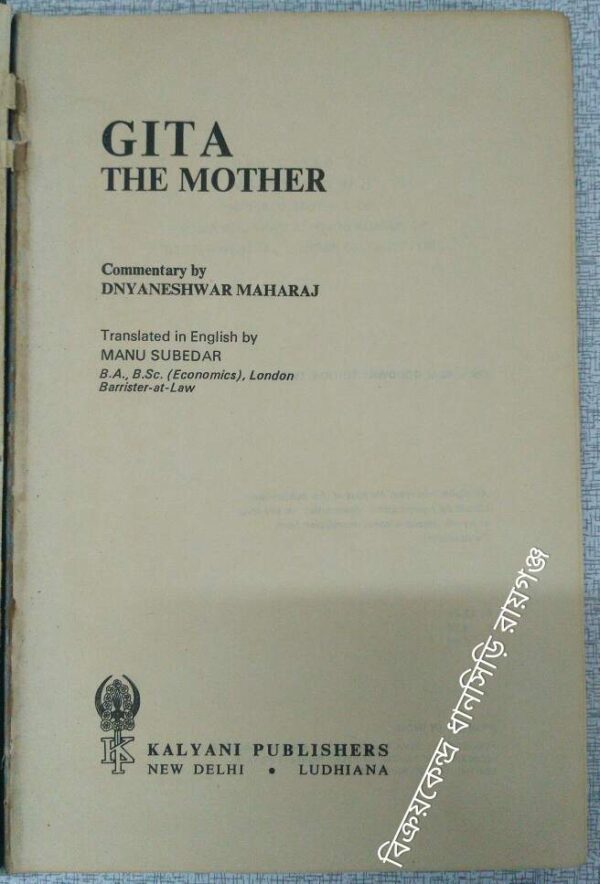 GITA
THE MOTHER
Commentary by
DNYANESHWAR MAHARAJ
Translated in English by
MANU SUBEDAR
B.A., B.Sc. (Economics), London
Barrister-at-Law
KALYANI PUBLISHERS
NEW DELHI • LUDHIANA
বিক্রয়কেন্দ্র ধানসিড়ি রায়গঞ্জ